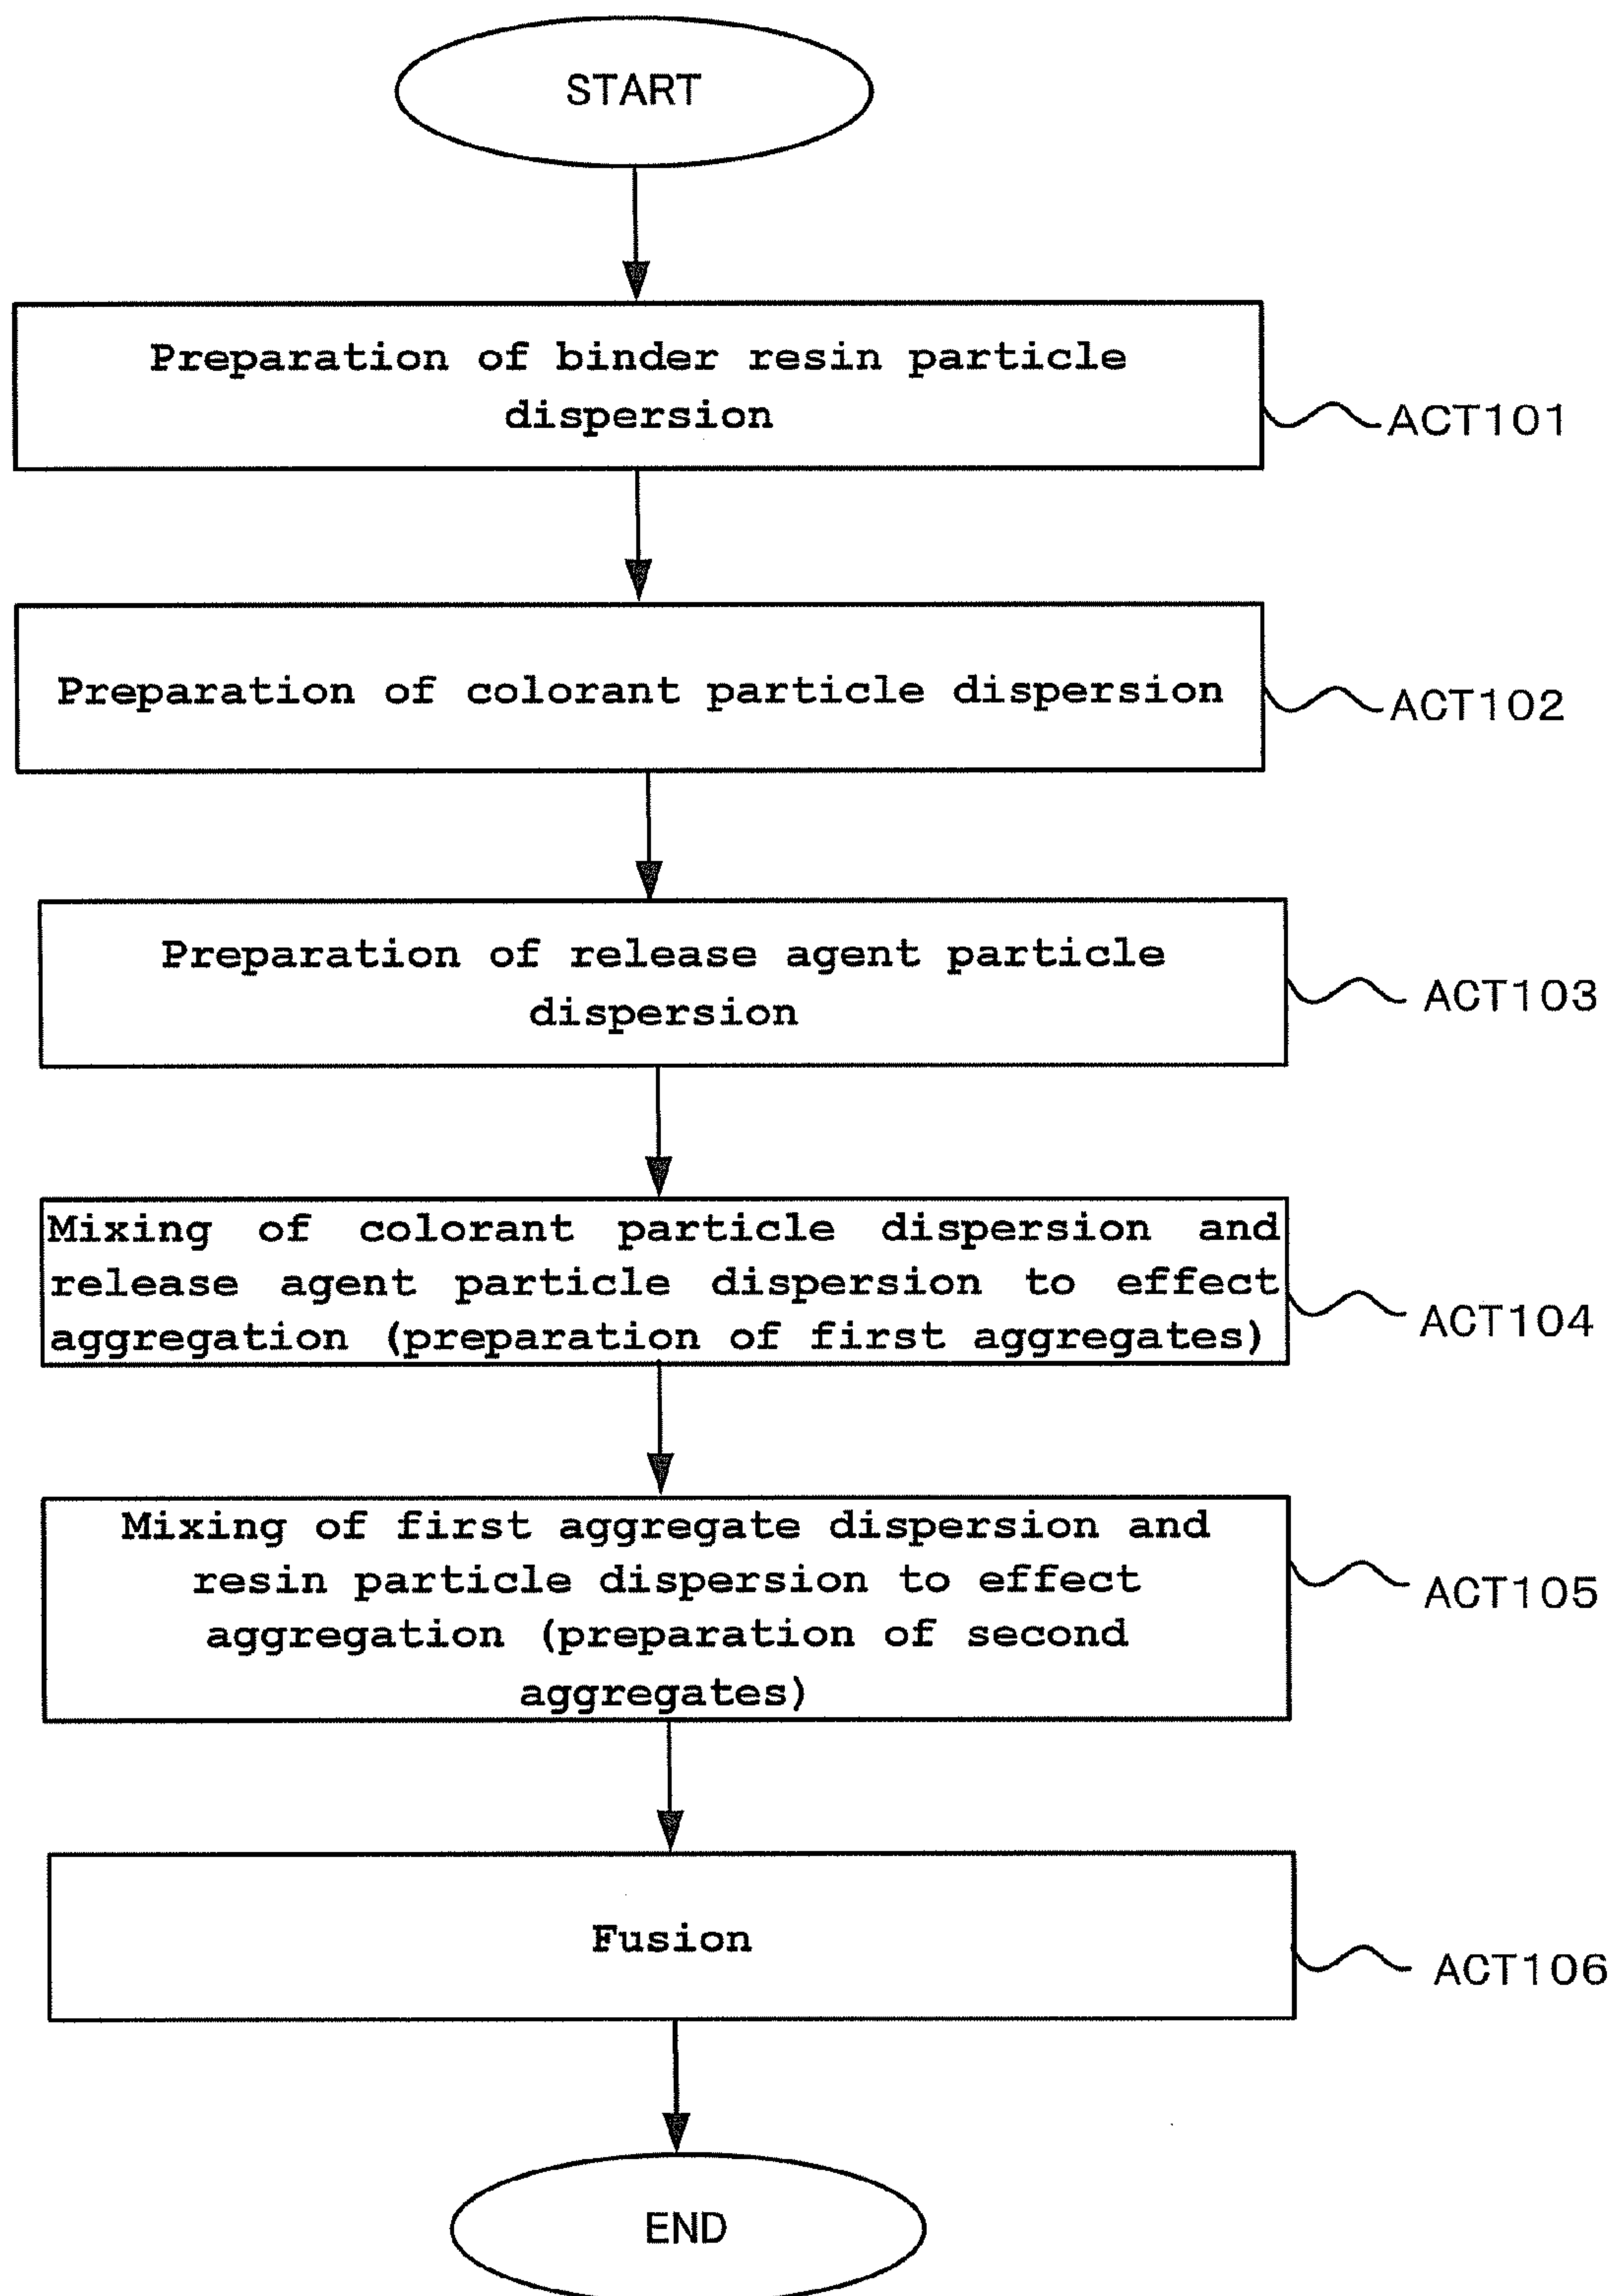 START
Preparation of binder resin particle
dispersion
ACT101
Preparation of colorant particle dispersion
ACT102
Preparation of release agent particle
dispersion
ACT103
Mixing of colorant particle dispersion and
release agent particle dispersion to effect
aggregation (preparation of first aggregates)
ACT104
Mixing of first aggregate dispersion and
resin particle dispersion to effect
aggregation (preparation of second
aggregates)
ACT105
Fusion
ACT106
END